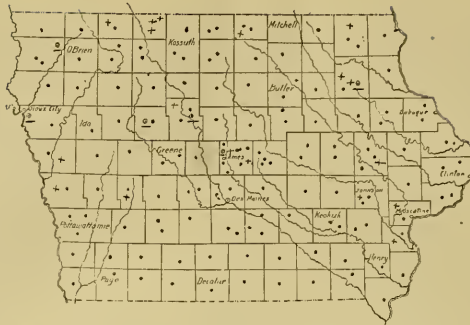 Mitchell
Kossuth
O'Brien
Butler
Sioux City
Dubuque
Ida
Greene
Ames
Clinton
Johnson
Des Moines
Muscatine
Keokuk
Pottawattamie
Henry
Page
Decatur